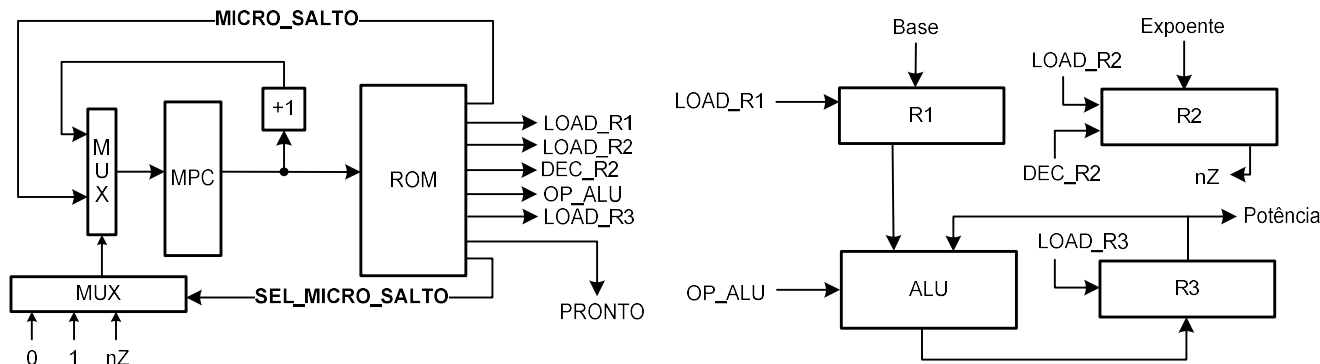 MICRO_SALTO
+1
MUX
MPC
ROM
LOAD_R1
LOAD_R2
DEC_R2
OP_ALU
LOAD_R3
MUX
SEL_MICRO_SALTO
PRONTO
0 1 nZ
Base
Expoente
LOAD_R1
R1
LOAD_R2
R2
DEC_R2
nZ
Potência
LOAD_R3
OP_ALU
ALU
R3